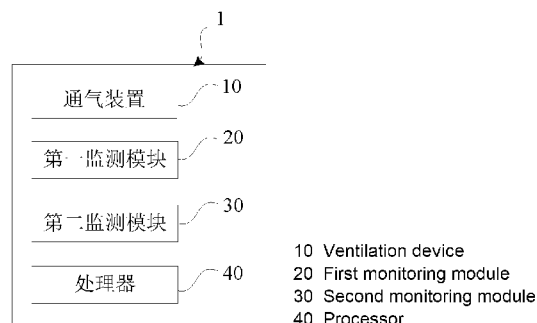 1
通气装置 10
第一监测模块 20
第二监测模块 30
处理器 40
10 Ventilation device
20 First monitoring module
30 Second monitoring module
40 Processor